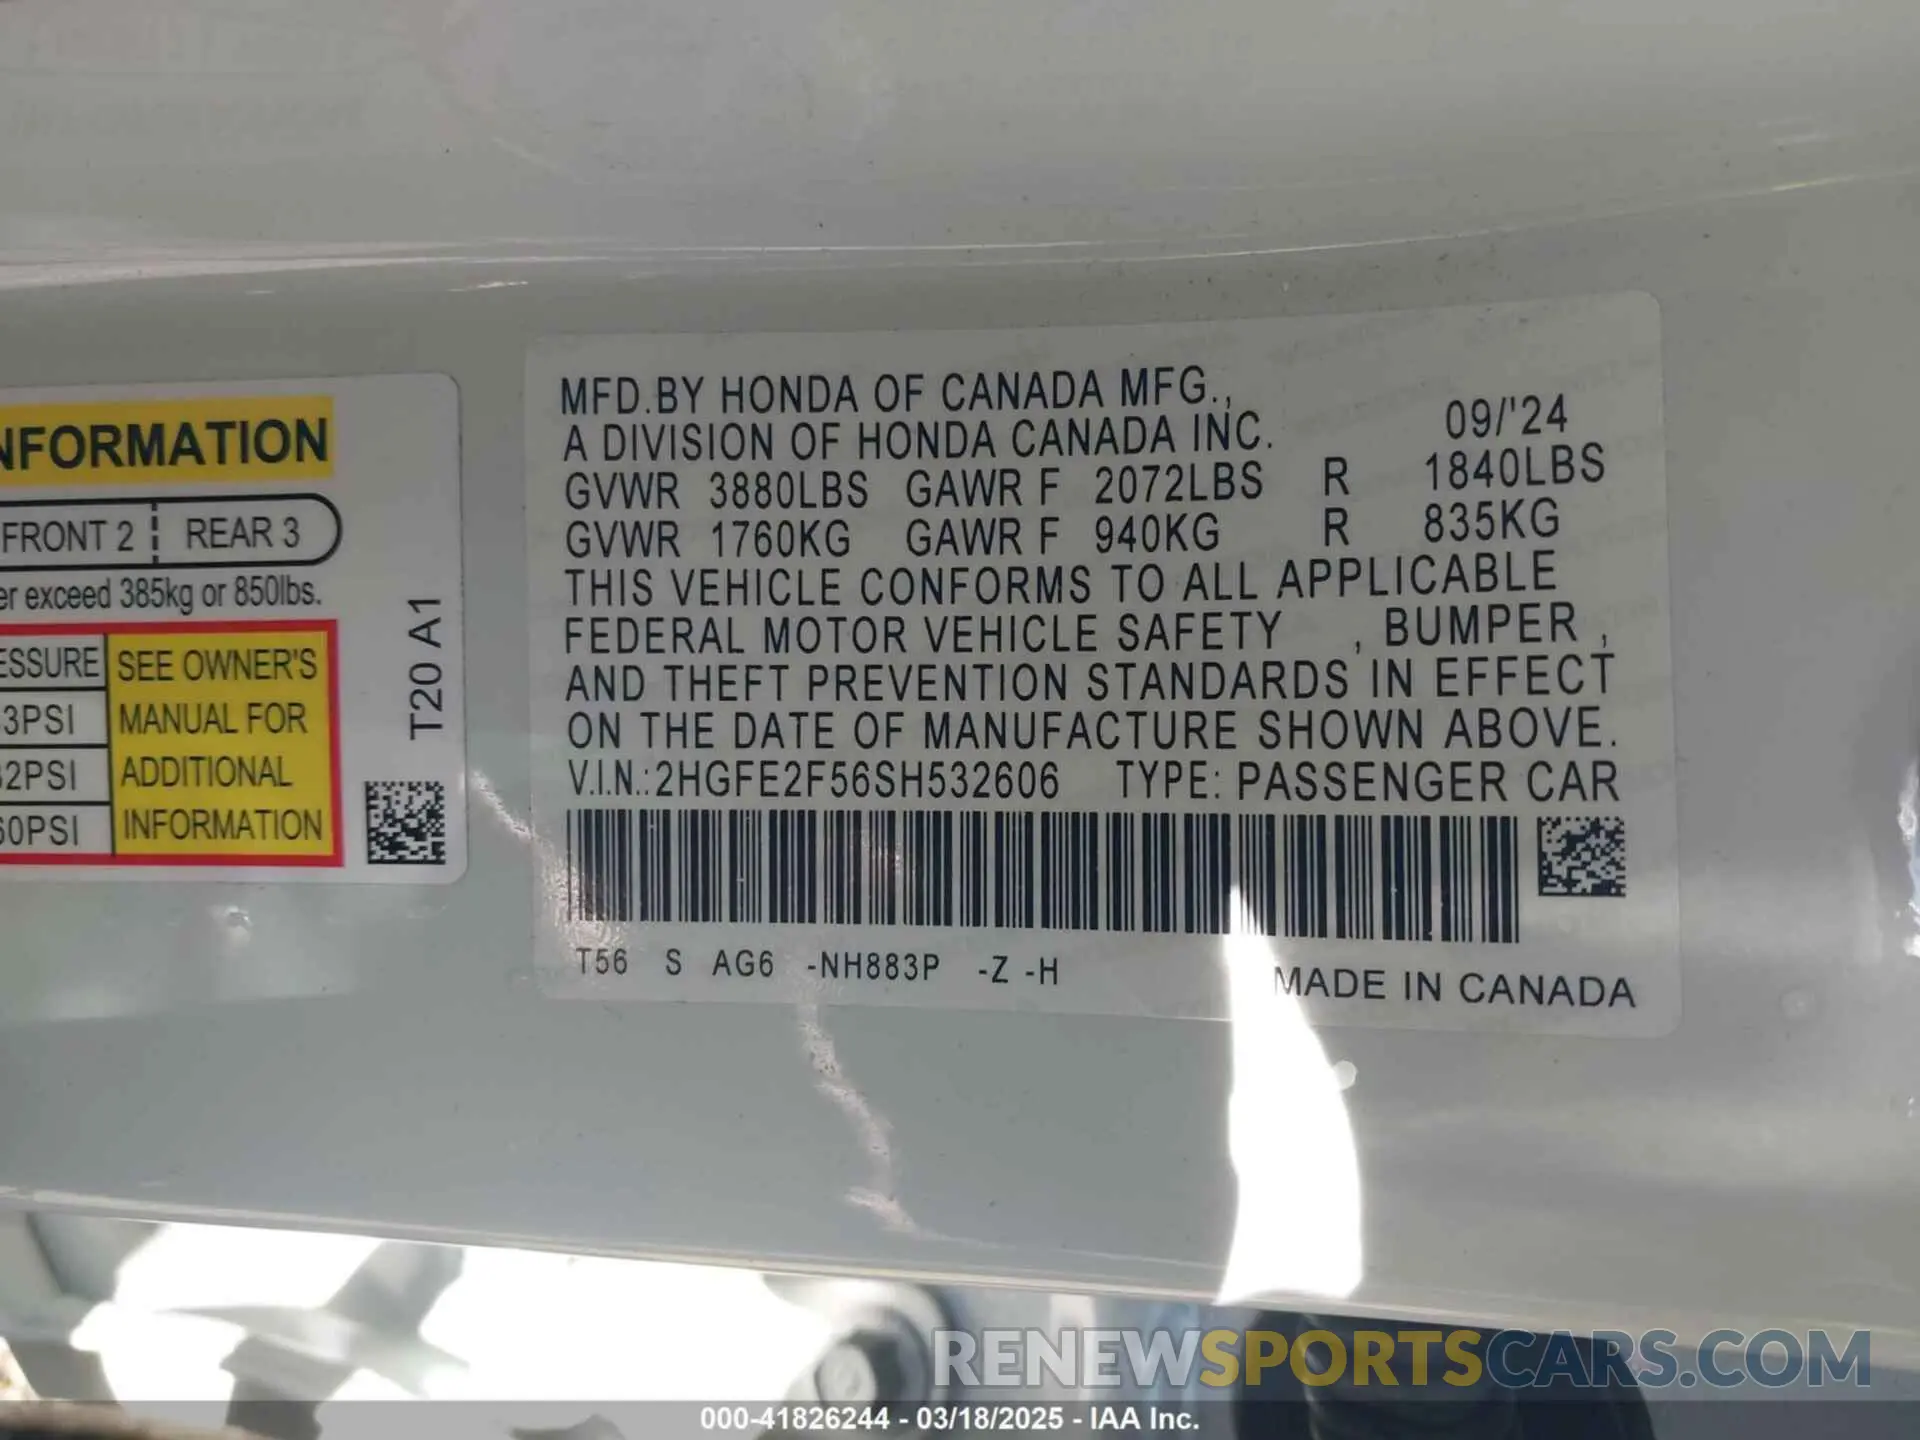 NFORMATION
FRONT 2 REAR 3
er exceed 385kg or 850lbs.
ESSURE SEE OWNER'S
3PSI MANUAL FOR
2PSI ADDITIONAL
60PSI INFORMATION
T20 A1
MFD.BY HONDA OF CANADA MFG.,
A DIVISION OF HONDA CANADA INC. 09/'24
GVWR 3880LBS GAWR F 2072LBS R 1840LBS
GVWR 1760KG GAWR F 940KG R 835KG
THIS VEHICLE CONFORMS TO ALL APPLICABLE
FEDERAL MOTOR VEHICLE SAFETY , BUMPER ,
AND THEFT PREVENTION STANDARDS IN EFFECT
ON THE DATE OF MANUFACTURE SHOWN ABOVE.
V.I.N.:2HGFE2F56SH532606 TYPE: PASSENGER CAR
T56 S AG6 -NH883P -Z -H
MADE IN CANADA
RENEWSPORTSCARS.COM
000-41826244 - 03/18/2025 - IAA Inc.